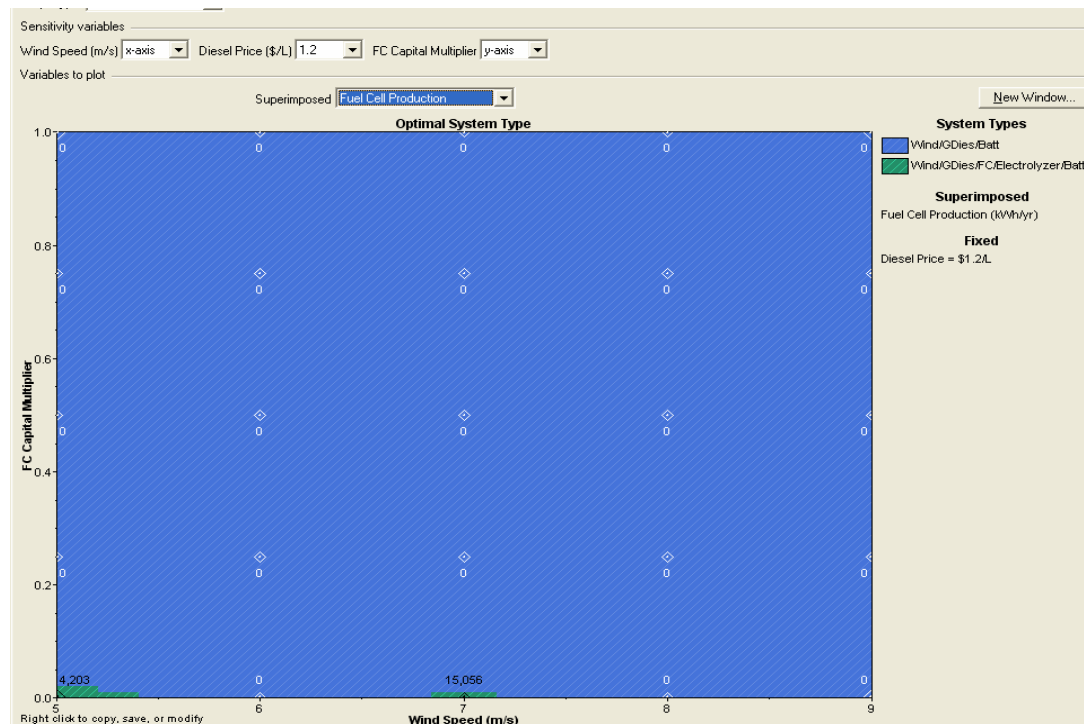 Sensitivity variables
Wind Speed (m/s) x-axis Diesel Price ($/L) 1.2 FC Capital Multiplier y-axis
Variables to plot
Superimposed Fuel Cell Production New Window...
Optimal System Type
1.0
0 0 0 0 0
0.8
0 0 0 0 0
0.6
FC Capital Multiplier
0 0 0 0 0
0.4
0 0 0 0 0
0.2
4,203 0 15,056 0 0
0.0
5 6 7 8 9
Right click to copy, save, or modify
Wind Speed (m/s)
System Types
Wind/GDies/Batt
Wind/GDies/FC/Electrolyzer/Batt
Superimposed
Fuel Cell Production (kWh/yr)
Fixed
Diesel Price = $1.2/L